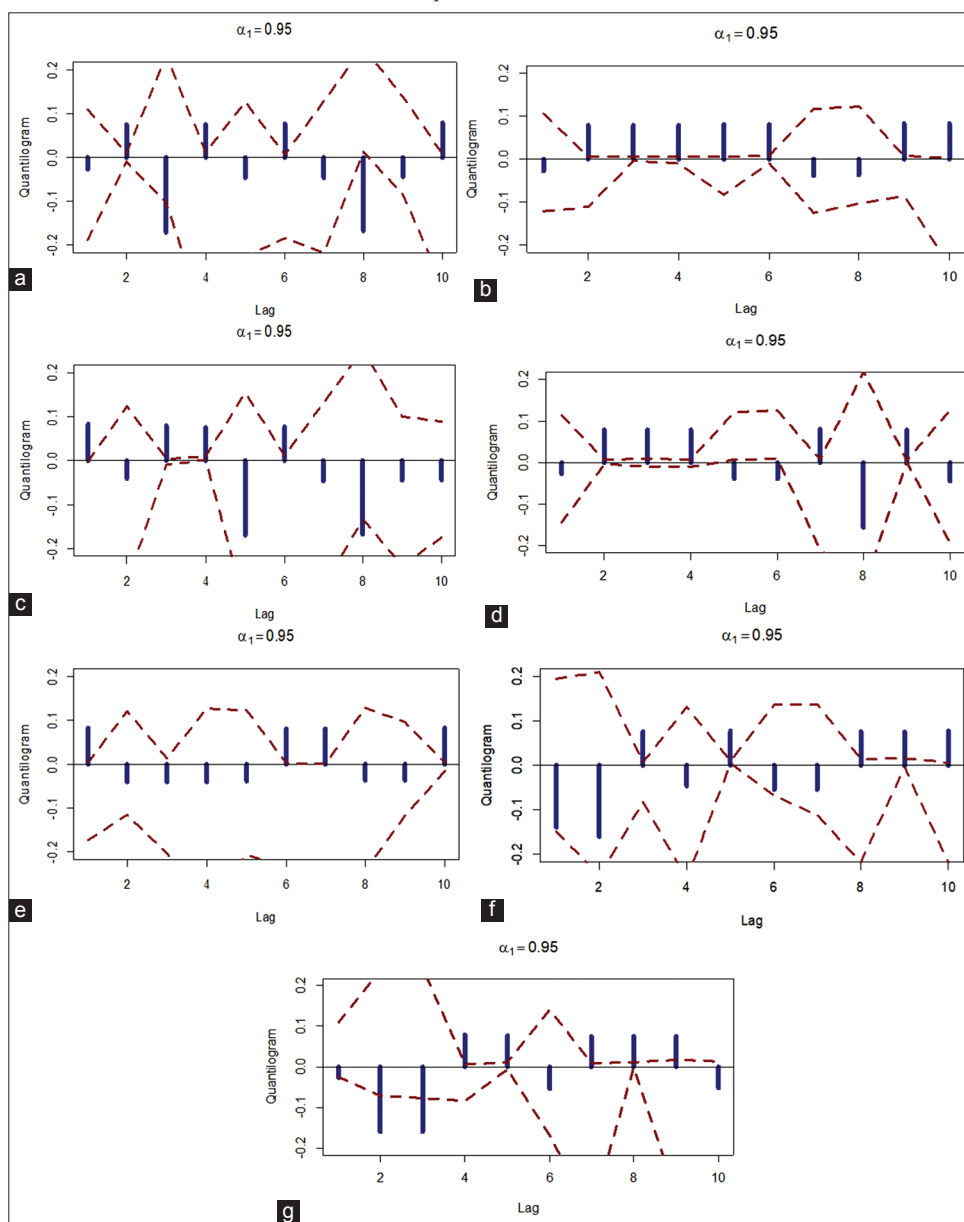 α1 = 0.95
Quantilogram
0.2
0.1
0.0
-0.1
-0.2
2 4 6 8 10
Lag
a
α1 = 0.95
Quantilogram
0.2
0.1
0.0
-0.1
-0.2
2 4 6 8 10
Lag
b
α1 = 0.95
Quantilogram
0.2
0.1
0.0
-0.1
-0.2
2 4 6 8 10
Lag
c
α1 = 0.95
Quantilogram
0.2
0.1
0.0
-0.1
-0.2
2 4 6 8 10
Lag
d
α1 = 0.95
Quantilogram
0.2
0.1
0.0
-0.1
-0.2
2 4 6 8 10
Lag
e
α1 = 0.95
Quantilogram
0.2
0.1
0.0
-0.1
-0.2
2 4 6 8 10
Lag
f
α1 = 0.95
Quantilogram
0.2
0.1
0.0
-0.1
-0.2
2 4 6 8 10
Lag
g